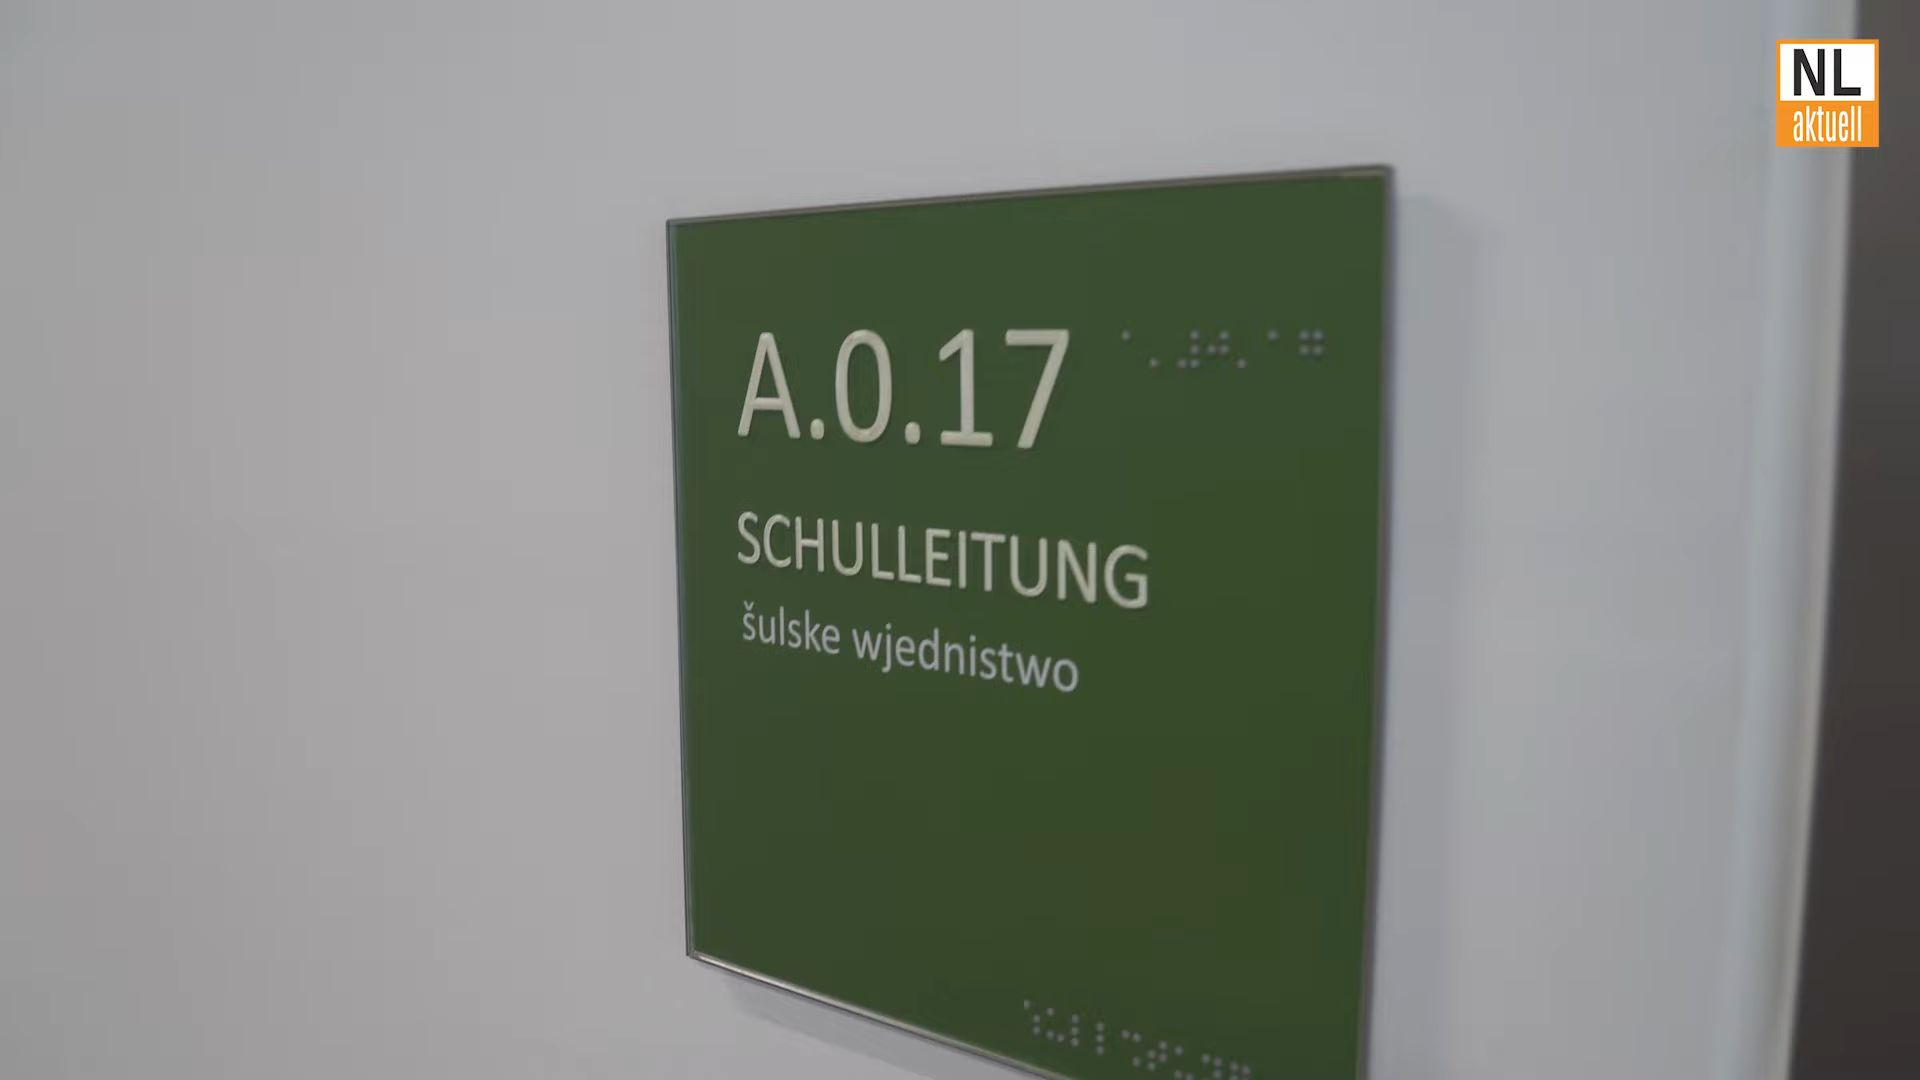 NL
aktuell
A.0.17
SCHULLEITUNG
šulske wjednistwo